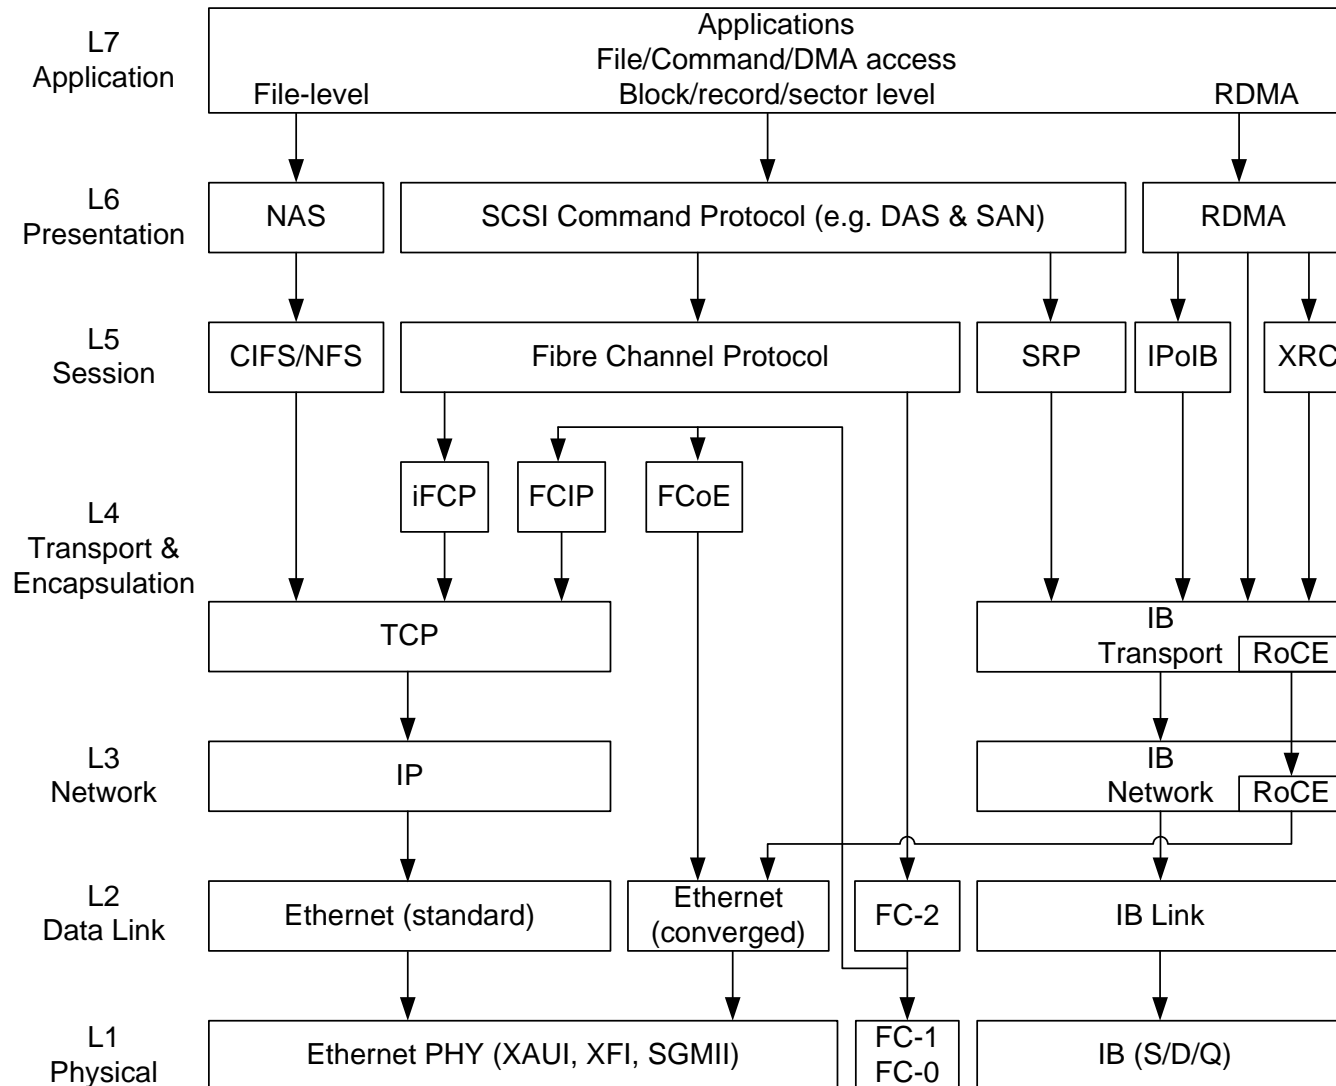 L7
Application
Applications
File/Command/DMA access
File-level
Block/record/sector level
RDMA
L6
Presentation
NAS
SCSI Command Protocol (e.g. DAS & SAN)
RDMA
L5
Session
CIFS/NFS
Fibre Channel Protocol
SRP
IPoIB
XRC
L4
Transport &
Encapsulation
iFCP
FCIP
FCoE
TCP
IB
Transport
RoCE
L3
Network
IP
IB
Network
RoCE
L2
Data Link
Ethernet (standard)
Ethernet
(converged)
FC-2
IB Link
L1
Physical
Ethernet PHY (XAUI, XFI, SGMII)
FC-1
FC-0
IB (S/D/Q)